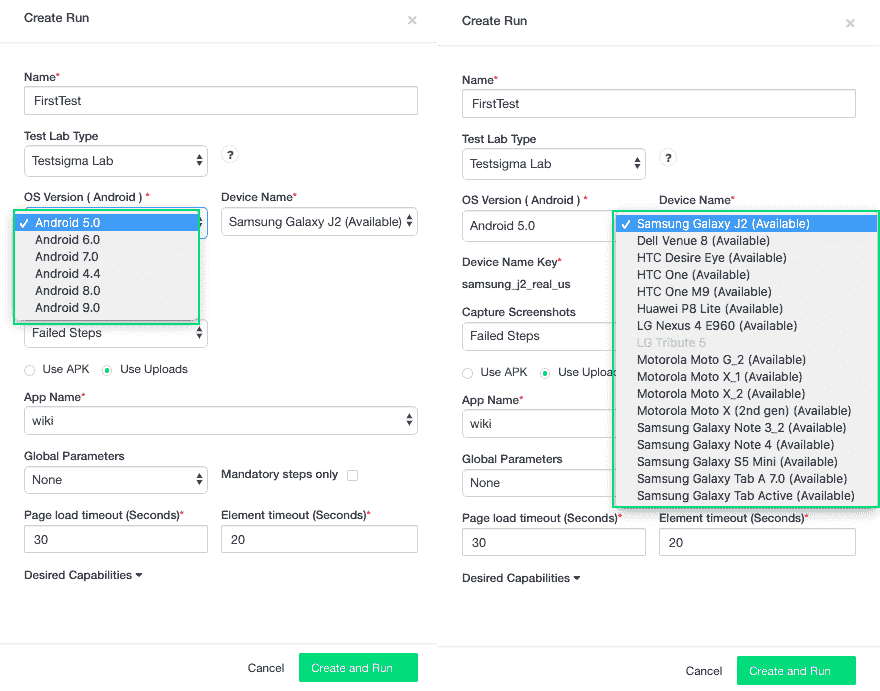 Create Run
×
Name*
FirstTest
Test Lab Type
Testsigma Lab
?
OS Version ( Android ) *
Device Name*
Samsung Galaxy J2 (Available)
✓ Android 5.0
Android 6.0
Android 7.0
Android 4.4
Android 8.0
Android 9.0
Failed Steps
Use APK
Use Uploads
App Name*
wiki
Global Parameters
None
Mandatory steps only
Page load timeout (Seconds)*
Element timeout (Seconds)*
30
20
Desired Capabilities
Cancel
Create and Run
Create Run
×
Name*
FirstTest
Test Lab Type
Testsigma Lab
?
OS Version ( Android ) *
Device Name*
Android 5.0
✓ Samsung Galaxy J2 (Available)
Dell Venue 8 (Available)
HTC Desire Eye (Available)
HTC One (Available)
HTC One M9 (Available)
Huawei P8 Lite (Available)
LG Nexus 4 E960 (Available)
LG Tribute 5
Motorola Moto G_2 (Available)
Motorola Moto X_1 (Available)
Motorola Moto X_2 (Available)
Motorola Moto X (2nd gen) (Available)
Samsung Galaxy Note 3_2 (Available)
Samsung Galaxy Note 4 (Available)
Samsung Galaxy S5 Mini (Available)
Samsung Galaxy Tab A 7.0 (Available)
Samsung Galaxy Tab Active (Available)
Device Name Key*
samsung_j2_real_us
Capture Screenshots
Failed Steps
Use APK
Use Uploa
App Name*
wiki
Global Parameters
None
Page load timeout (Seconds)*
Element timeout (Seconds)*
30
20
Desired Capabilities
Cancel
Create and Run